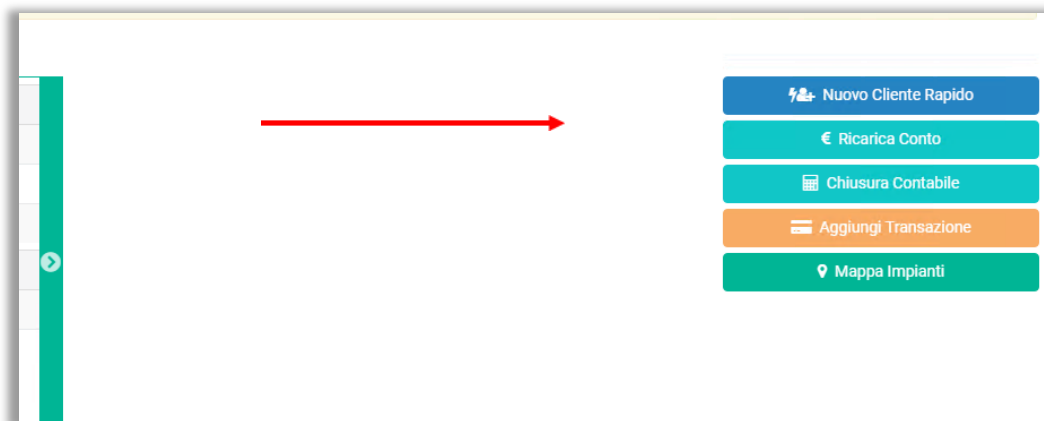 Nuovo Cliente Rapido
€ Ricarica Conto
Chiusura Contabile
Aggiungi Transazione
Mappa Impianti